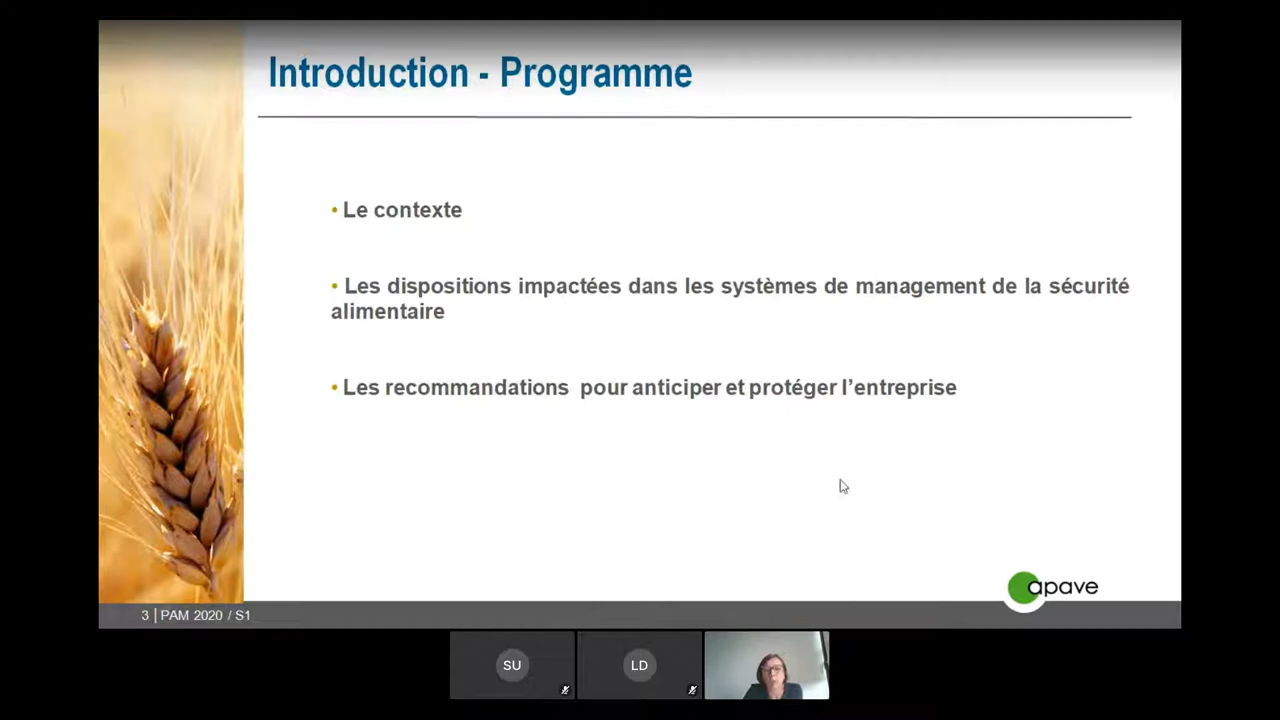 Introduction - Programme
• Le contexte
• Les dispositions impactées dans les systèmes de management de la sécurité
alimentaire
• Les recommandations  pour anticiper et protéger l’entreprise
apave
3 | PAM 2020 / S1
SU
LD